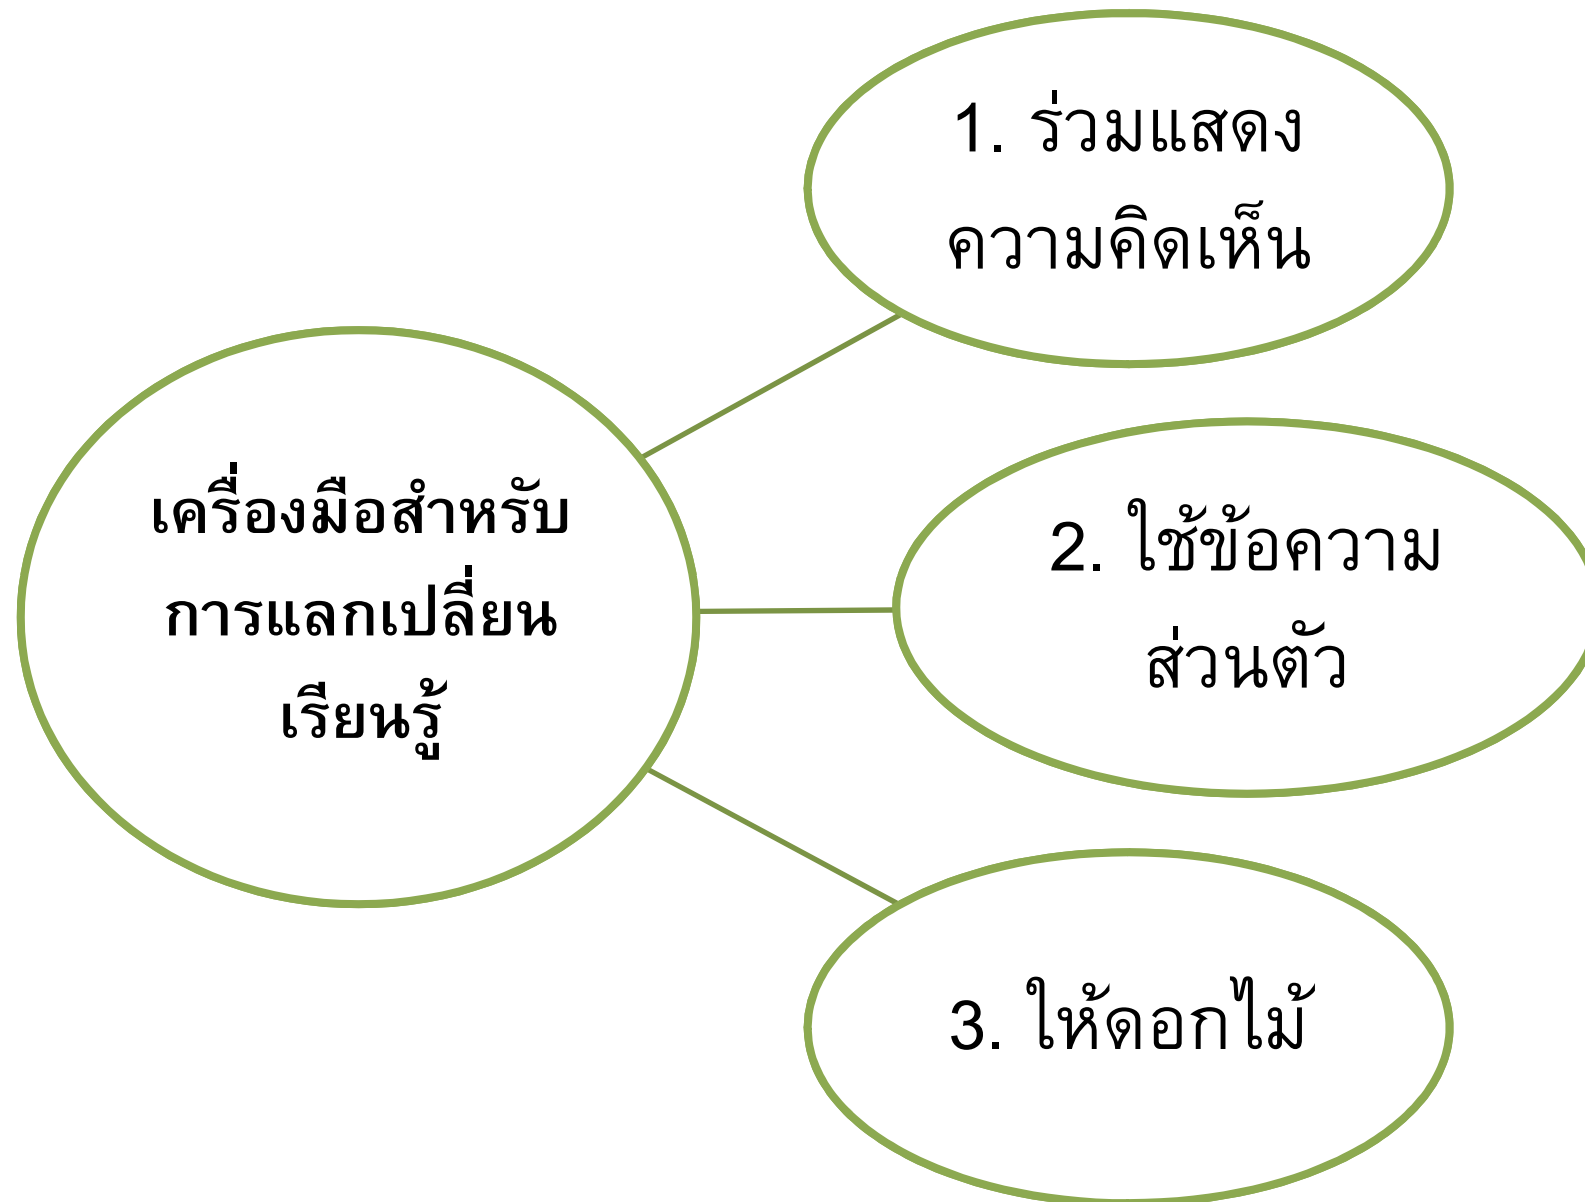 เครื่องมือสำหรับ
การแลกเปลี่ยน
เรียนรู้
1. ร่วมแสดง
ความคิดเห็น
2. ใช้ข้อความ
ส่วนตัว
3. ให้ดอกไม้